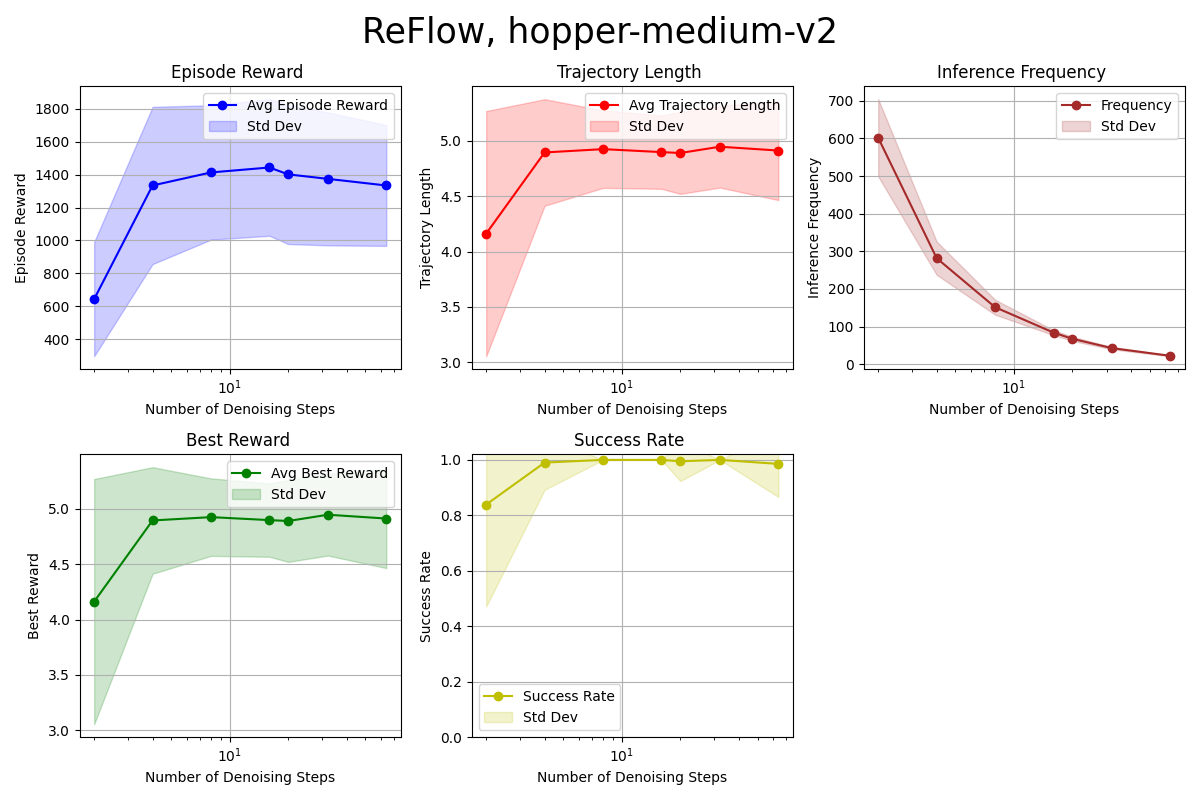 ReFlow, hopper-medium-v2
Episode Reward
Episode Reward
1800
1600
1400
1200
1000
800
600
400
Avg Episode Reward
Std Dev
10¹
Number of Denoising Steps
Trajectory Length
Trajectory Length
5.0
4.5
4.0
3.5
3.0
Avg Trajectory Length
Std Dev
10¹
Number of Denoising Steps
Inference Frequency
Inference Frequency
700
600
500
400
300
200
100
0
Frequency
Std Dev
10¹
Number of Denoising Steps
Best Reward
Best Reward
5.0
4.5
4.0
3.5
3.0
Avg Best Reward
Std Dev
10¹
Number of Denoising Steps
Success Rate
Success Rate
1.0
0.8
0.6
0.4
0.2
0.0
Success Rate
Std Dev
10¹
Number of Denoising Steps